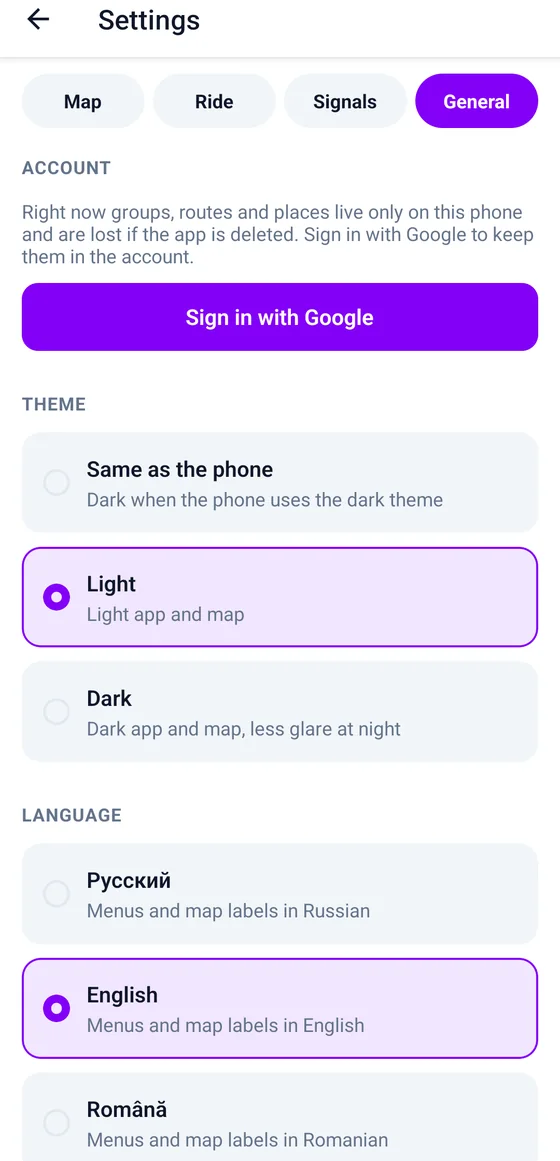 Settings
Map
Ride
Signals
General
ACCOUNT
Right now groups, routes and places live only on this phone
and are lost if the app is deleted. Sign in with Google to keep
them in the account.
Sign in with Google
THEME
Same as the phone
Dark when the phone uses the dark theme
Light
Light app and map
Dark
Dark app and map, less glare at night
LANGUAGE
Русский
Menus and map labels in Russian
English
Menus and map labels in English
Română
Menus and map labels in Romanian